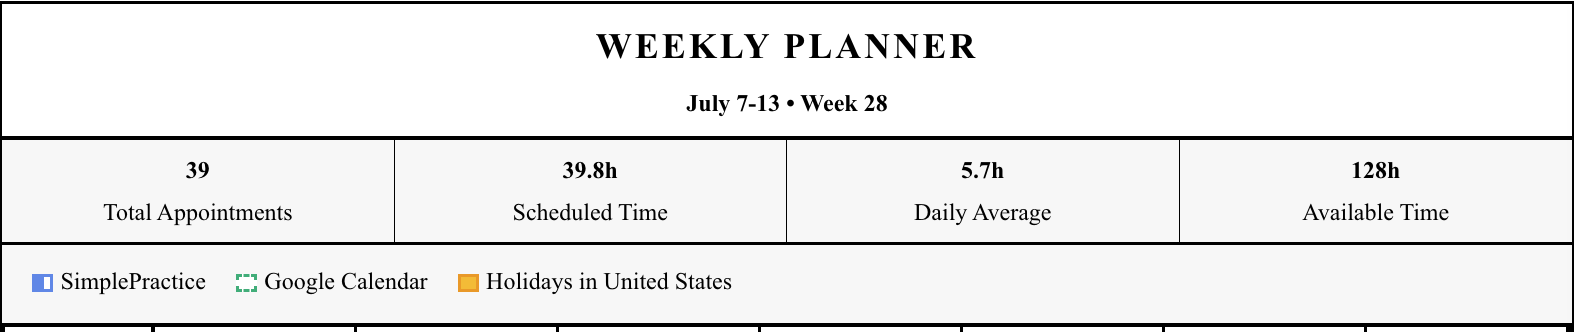 WEEKLY PLANNER
July 7-13 • Week 28
39
Total Appointments
39.8h
Scheduled Time
5.7h
Daily Average
128h
Available Time
SimplePractice
Google Calendar
Holidays in United States